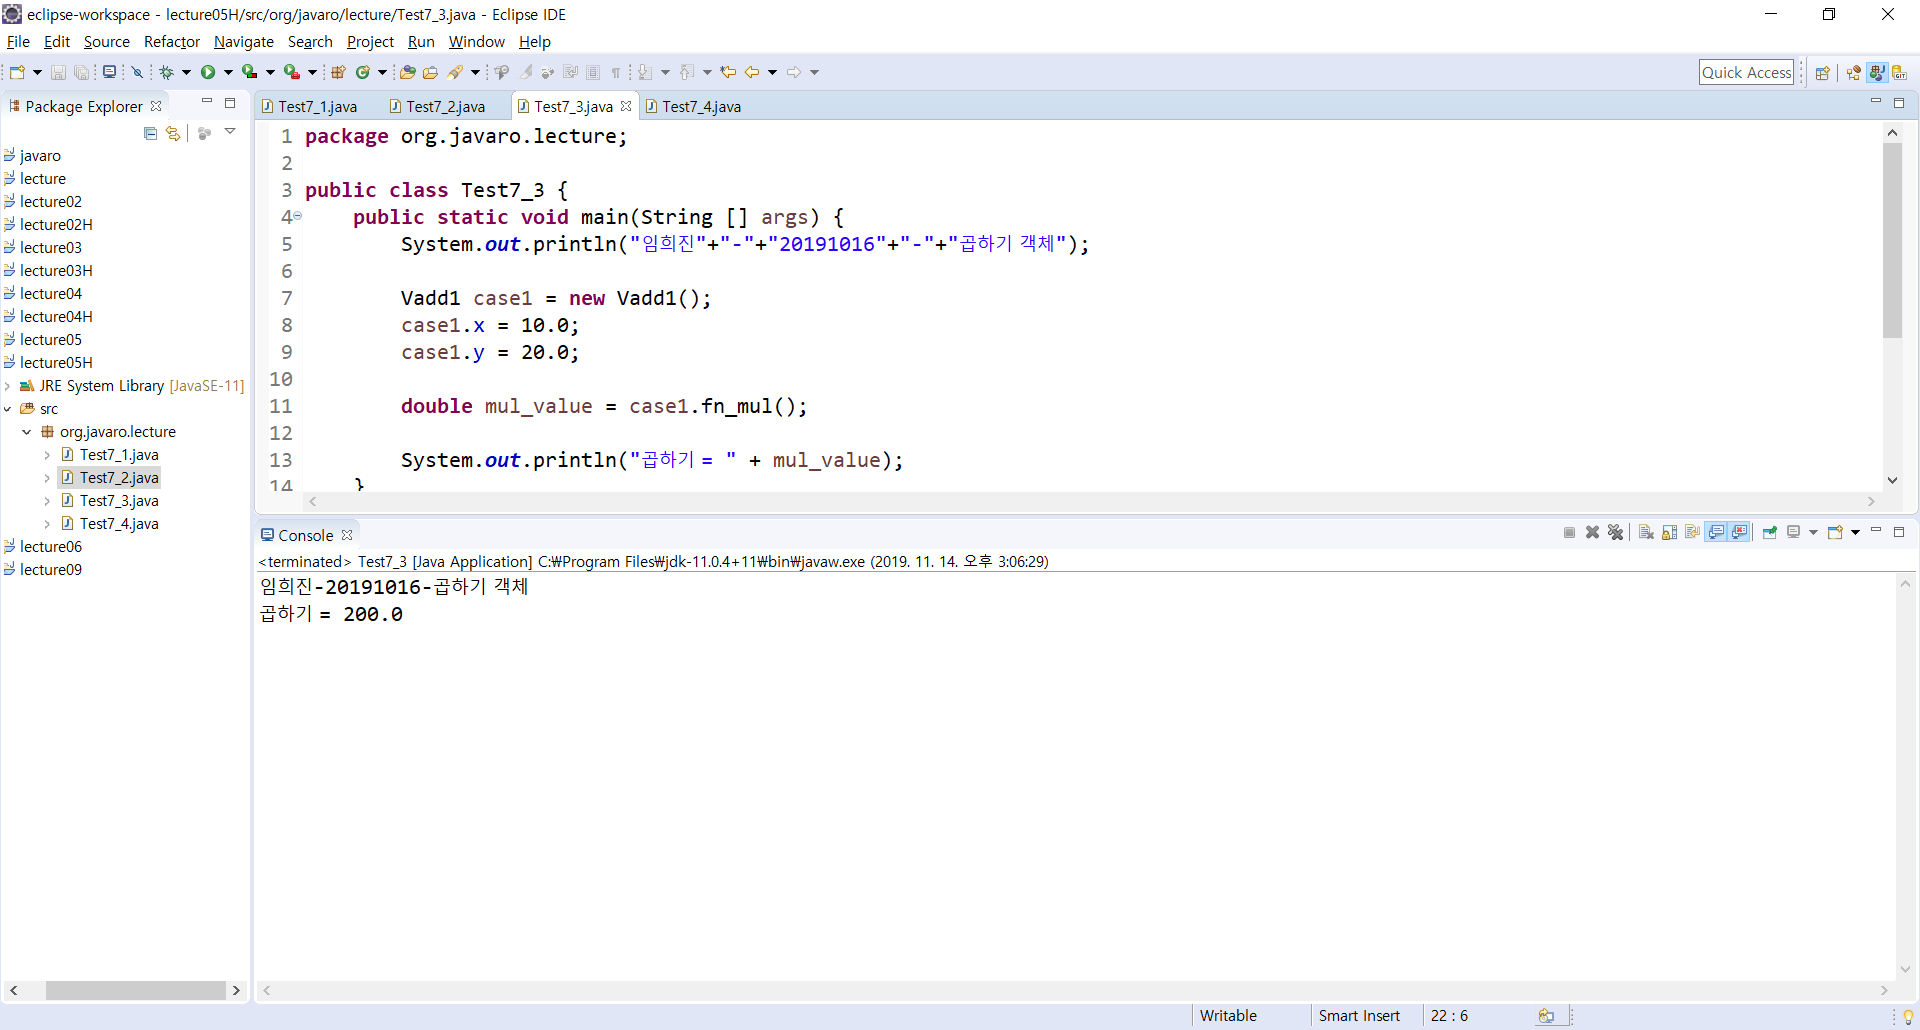 eclipse-workspace - lecture05H/src/org/javaro/lecture/Test7_3.java - Eclipse IDE
File Edit Source Refactor Navigate Search Project Run Window Help
Quick Access
Package Explorer
javaro
lecture
lecture02
lecture02H
lecture03
lecture03H
lecture04
lecture04H
lecture05
lecture05H
JRE System Library [JavaSE-11]
src
org.javaro.lecture
Test7_1.java
Test7_2.java
Test7_3.java
Test7_4.java
lecture06
lecture09
Test7_1.java Test7_2.java Test7_3.java Test7_4.java
1 package org.javaro.lecture;
2
3 public class Test7_3 {
4 public static void main(String [] args) {
5 System.out.println("임희진"+"-"+"20191016"+"-"+"곱하기 객체");
6
7 Vadd1 case1 = new Vadd1();
8 case1.x = 10.0;
9 case1.y = 20.0;
10
11 double mul_value = case1.fn_mul();
12
13 System.out.println("곱하기 = " + mul_value);
14 }
Console
<terminated> Test7_3 [Java Application] C:₩Program Files₩jdk-11.0.4+11₩bin₩javaw.exe (2019. 11. 14. 오후 3:06:29)
임희진-20191016-곱하기 객체
곱하기 = 200.0
Writable Smart Insert 22 : 6